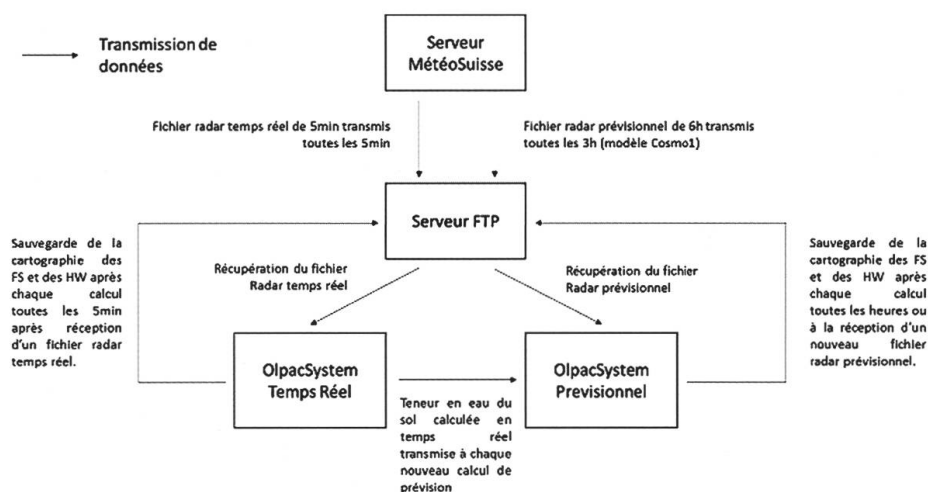 Transmission de
données
Serveur
MétéoSuisse
Fichier radar temps réel de 5min transmis
toutes les 5min
Fichier radar prévisionnel de 6h transmis
toutes les 3h (modèle Cosmo1)
Serveur FTP
Sauvegarde de la
cartographie des
FS et des HW après
chaque calcul
toutes les 5min
après réception
d'un fichier radar
temps réel.
Récupération du fichier
Radar temps réel
Récupération du fichier
Radar prévisionnel
Sauvegarde de la
cartographie des FS
et des HW après
chaque calcul
toutes les heures ou
à la réception d'un
nouveau fichier
radar prévisionnel.
OlpacSystem
Temps Réel
OlpacSystem
Previsionnel
Teneur en eau du
sol calculée en
temps réel
transmise à chaque
nouveau calcul de
prévision